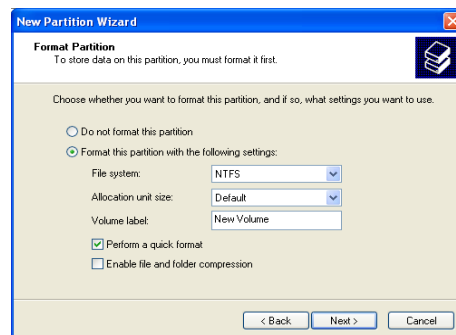 New Partition Wizard
Format Partition
To store data on this partition, you must format it first.
Choose whether you want to format this partition, and if so, what settings you want to use.
Do not format this partition
Format this partition with the following settings:
File system: NTFS
Allocation unit size: Default
Volume label: New Volume
Perform a quick format
Enable file and folder compression
< Back Next > Cancel